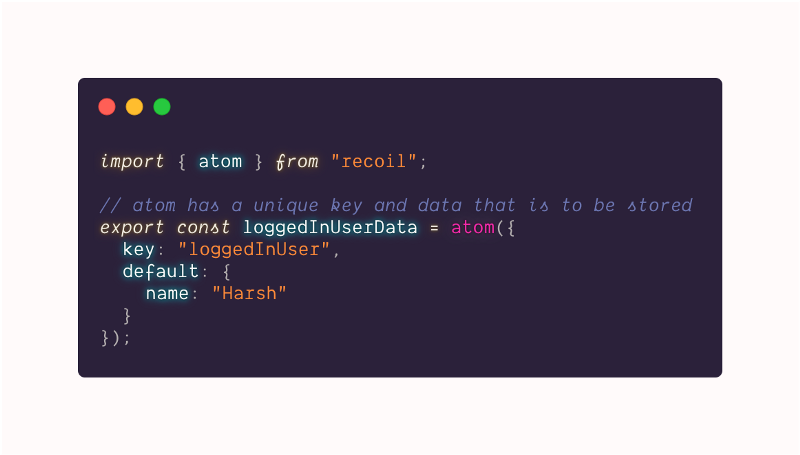 import { atom } from "recoil";
// atom has a unique key and data that is to be stored
export const loggedInUserData = atom({
  key: "loggedInUser",
  default: {
    name: "Harsh"
  }
});